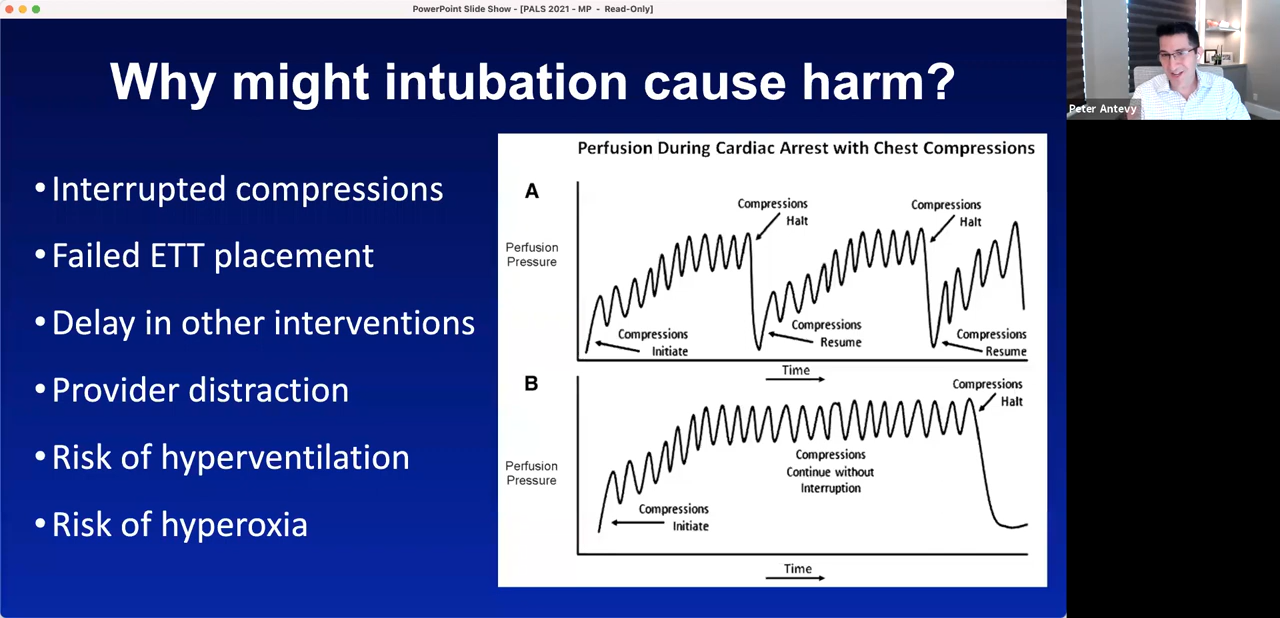 PowerPoint Slide Show - [PALS 2021 - MP - Read-Only]
Why might intubation cause harm?
• Interrupted compressions
• Failed ETT placement
• Delay in other interventions
• Provider distraction
• Risk of hyperventilation
• Risk of hyperoxia
Perfusion During Cardiac Arrest with Chest Compressions
A
Perfusion
Pressure
Compressions
Halt
Compressions
Halt
Compressions
Initiate
Compressions
Resume
Compressions
Resume
Time
B
Perfusion
Pressure
Compressions
Halt
Compressions
Continue without
Interruption
Compressions
Initiate
Time
Peter Antevy